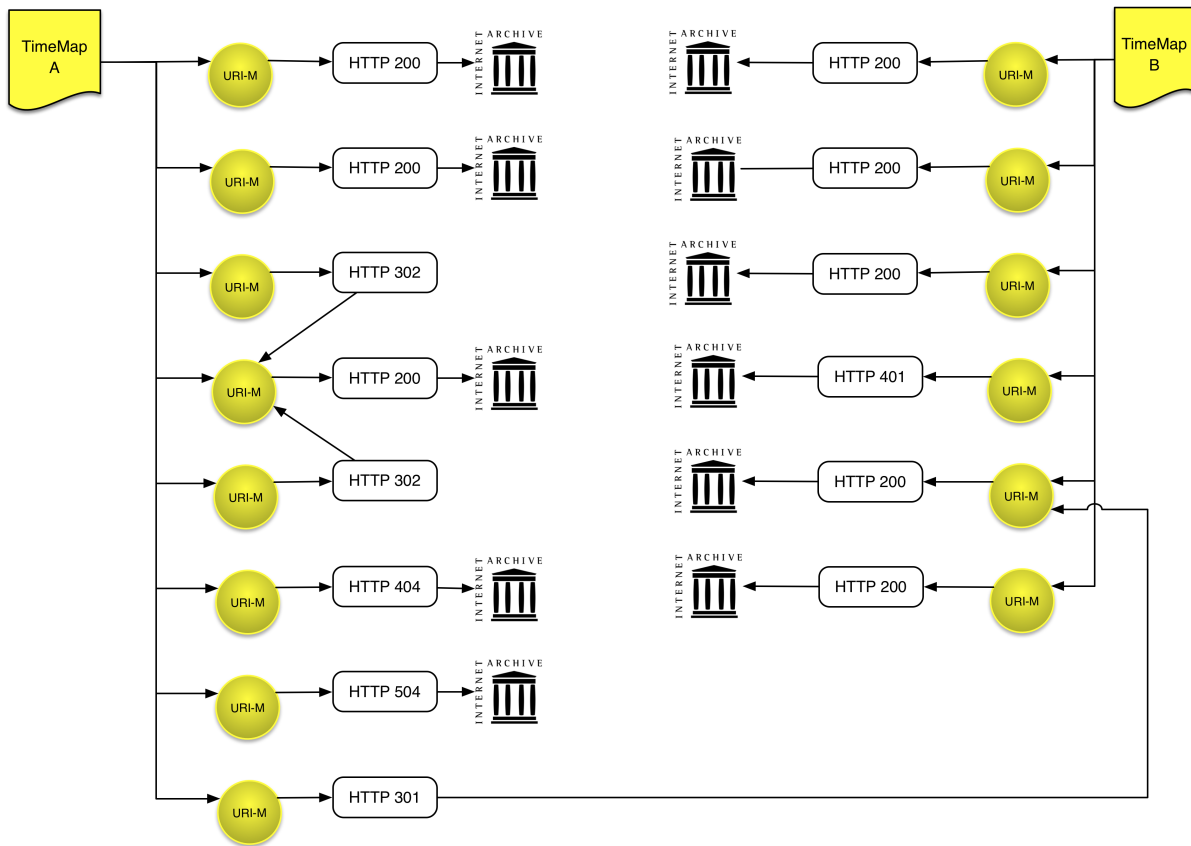 TimeMap
A
URI-M
HTTP 200
INTERNET
ARCHIVE
INTERNET
ARCHIVE
HTTP 200
URI-M
TimeMap
B
URI-M
HTTP 200
INTERNET
ARCHIVE
INTERNET
ARCHIVE
HTTP 200
URI-M
URI-M
HTTP 302
INTERNET
ARCHIVE
HTTP 200
URI-M
URI-M
HTTP 200
INTERNET
ARCHIVE
INTERNET
ARCHIVE
HTTP 401
URI-M
URI-M
HTTP 302
INTERNET
ARCHIVE
HTTP 200
URI-M
URI-M
HTTP 404
INTERNET
ARCHIVE
INTERNET
ARCHIVE
HTTP 200
URI-M
URI-M
HTTP 504
INTERNET
ARCHIVE
URI-M
HTTP 301